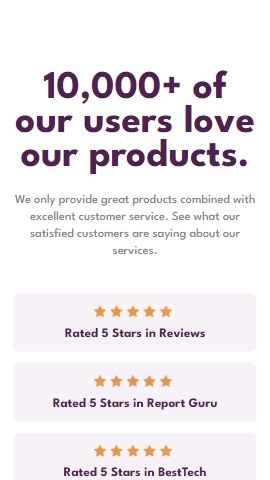 10,000+ of
our users love
our products.
We only provide great products combined with
excellent customer service. See what our
satisfied customers are saying about our
services.
Rated 5 Stars in Reviews
Rated 5 Stars in Report Guru
Rated 5 Stars in BestTech